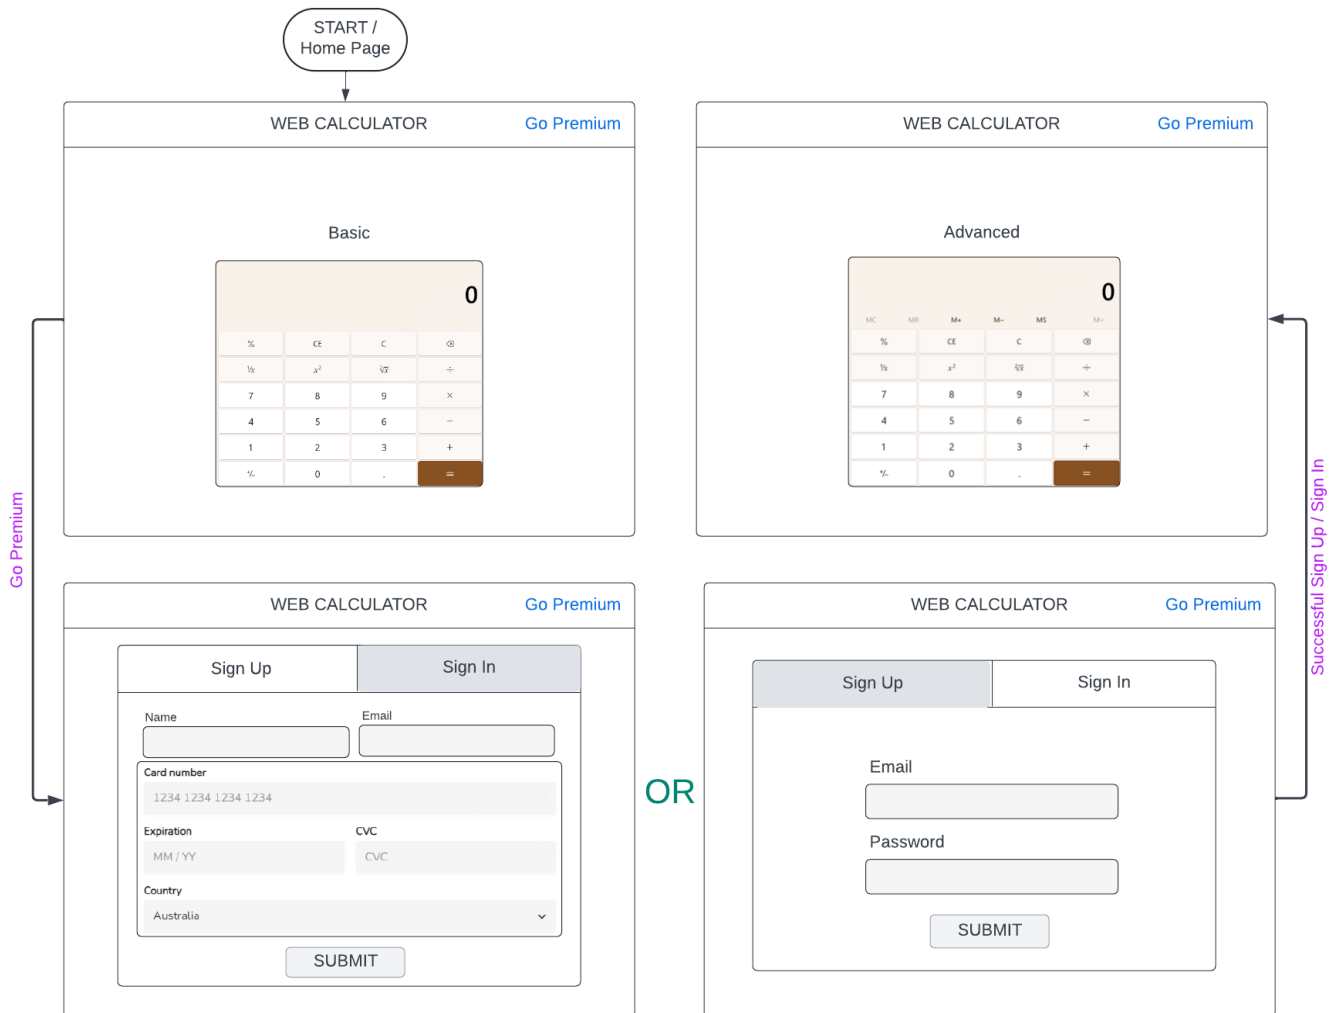 START /
Home Page
WEB CALCULATOR Go Premium
Basic
0
% CE C ⌫
¹/x x² ²√x ÷
7 8 9 ×
4 5 6 −
1 2 3 +
+/− 0 . =
WEB CALCULATOR Go Premium
Advanced
0
MC MR M+ M− MS M~
% CE C ⌫
¹/x x² ²√x ÷
7 8 9 ×
4 5 6 −
1 2 3 +
+/− 0 . =
Go Premium
WEB CALCULATOR Go Premium
Sign Up Sign In
Name Email
Card number
1234 1234 1234 1234
Expiration CVC
MM / YY CVC
Country
Australia
SUBMIT
OR
WEB CALCULATOR Go Premium
Sign Up Sign In
Email
Password
SUBMIT
Successful Sign Up / Sign In